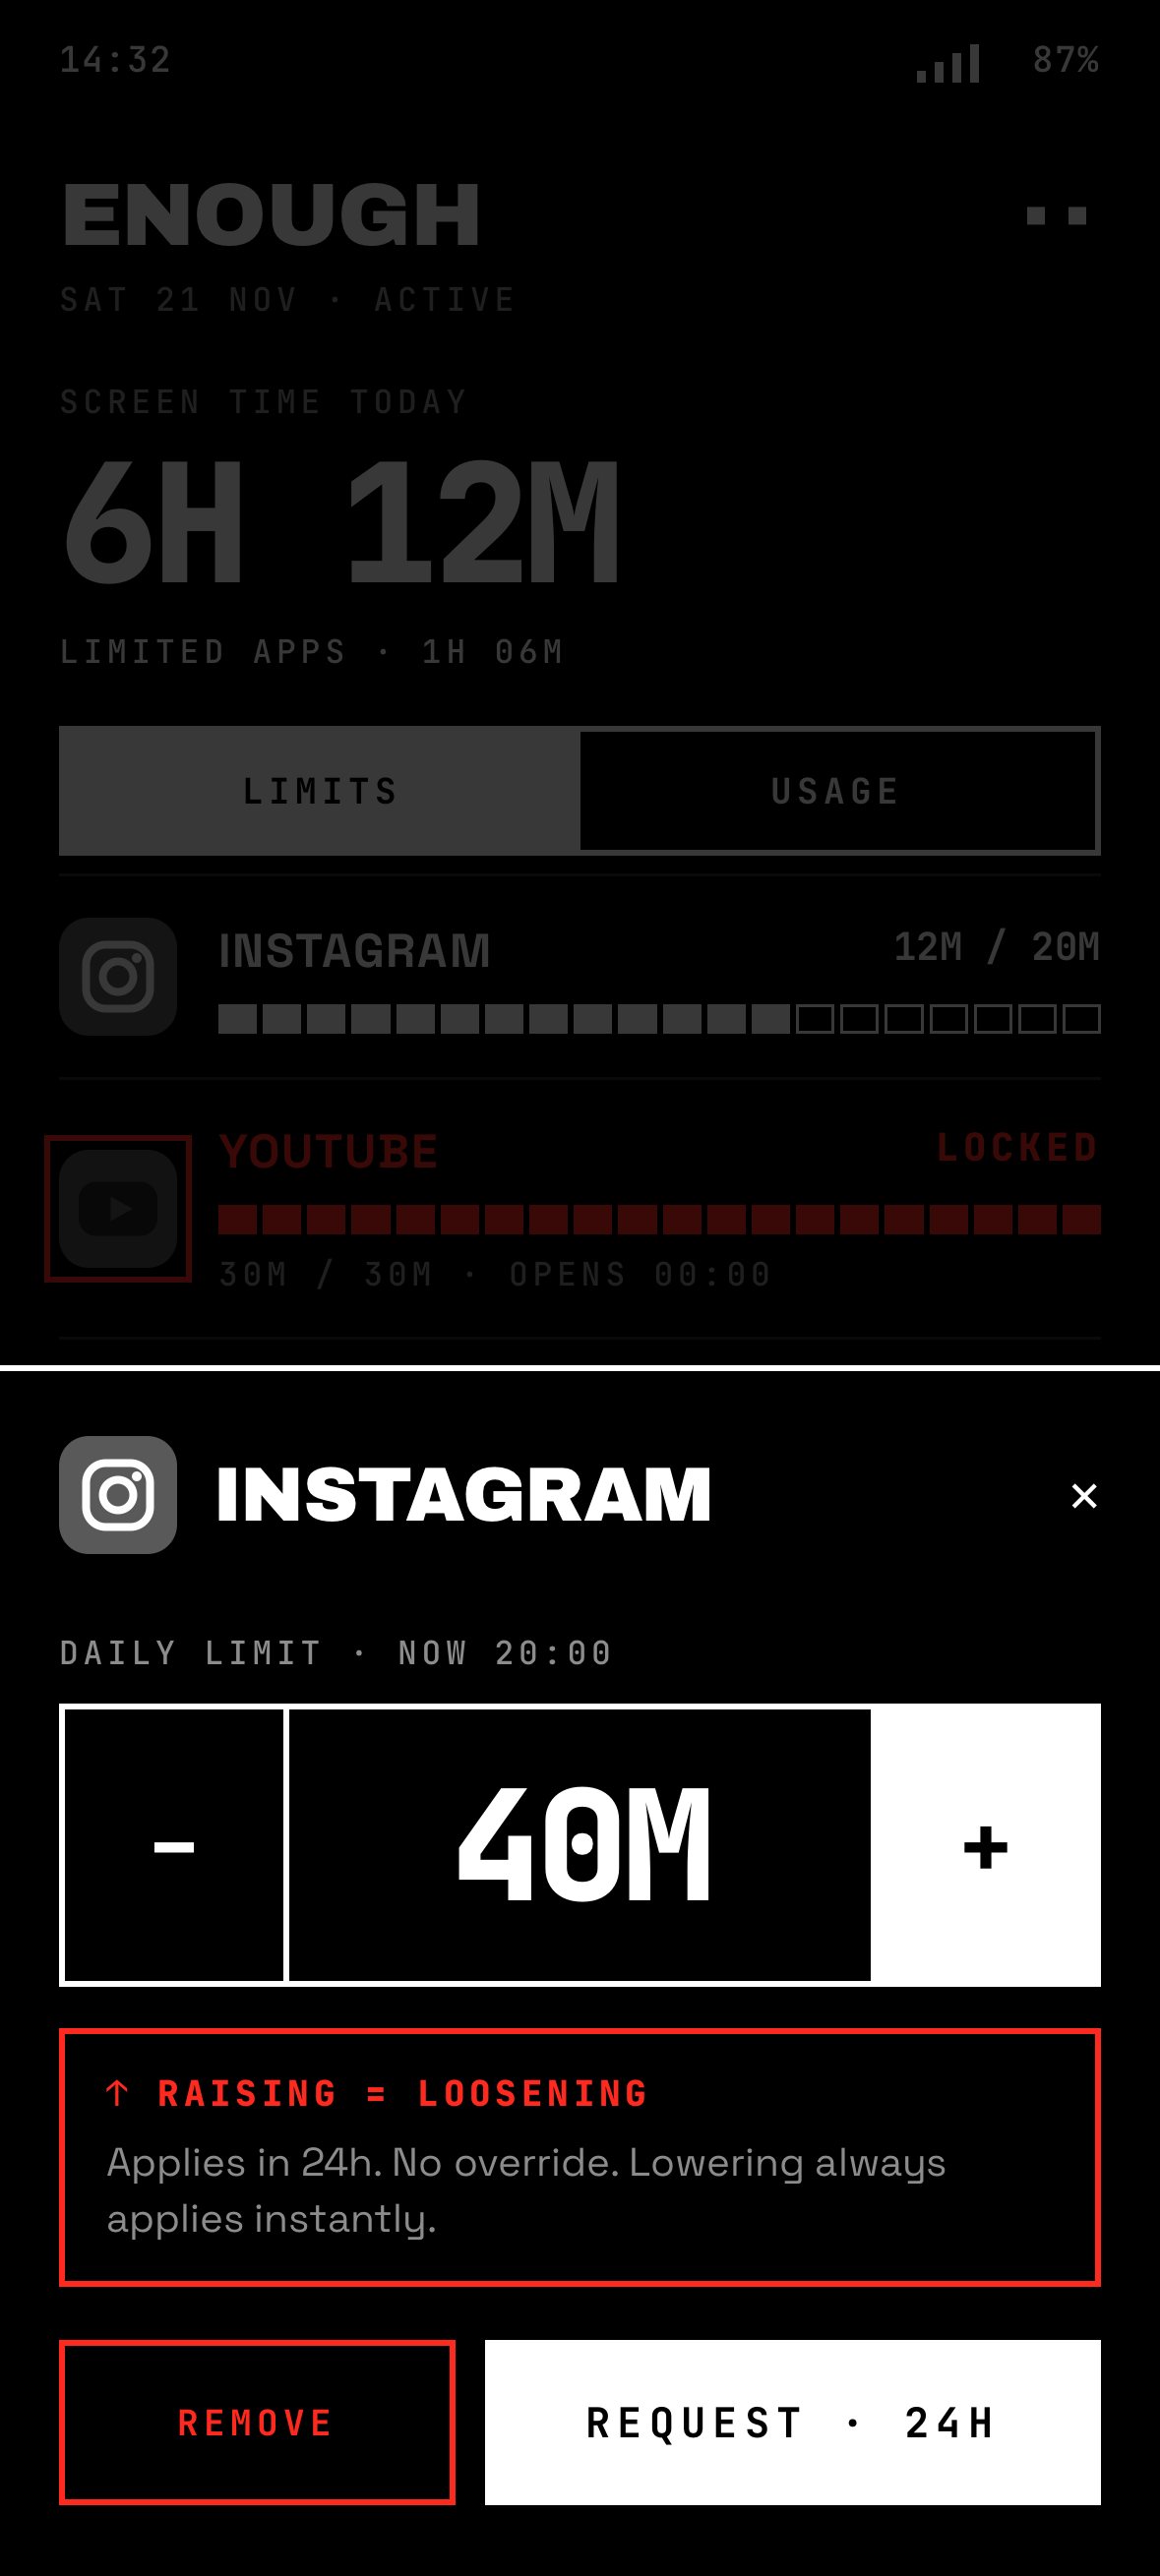 14:32 87%
ENOUGH
SAT 21 NOV · ACTIVE
SCREEN TIME TODAY
6H 12M
LIMITED APPS · 1H 06M
LIMITS USAGE
INSTAGRAM 12M / 20M
YOUTUBE LOCKED
30M / 30M · OPENS 00:00
INSTAGRAM ×
DAILY LIMIT · NOW 20:00
- 40M +
↑ RAISING = LOOSENING
Applies in 24h. No override. Lowering always
applies instantly.
REMOVE REQUEST · 24H